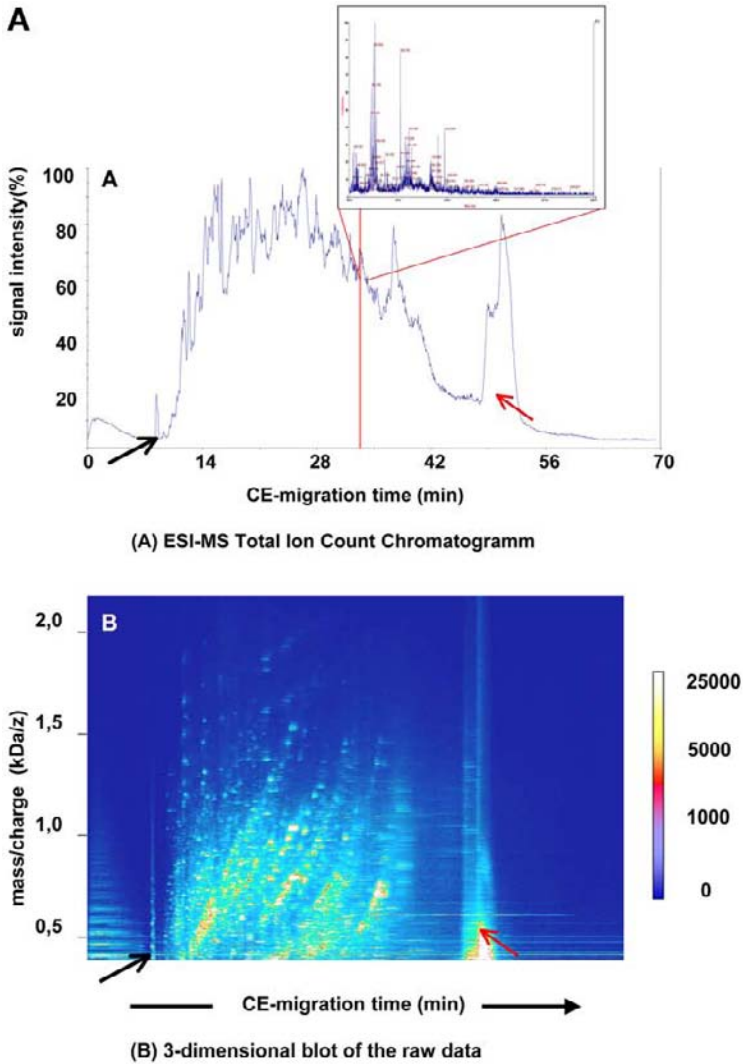 A
A
signal intensity(%)
100
80
60
40
20
0 14 28 42 56 70
CE-migration time (min)
(A) ESI-MS Total Ion Count Chromatogramm
B
mass/charge (kDa/z)
2,0
1,5
1,0
0,5
25000
5000
1000
0
CE-migration time (min)
(B) 3-dimensional blot of the raw data